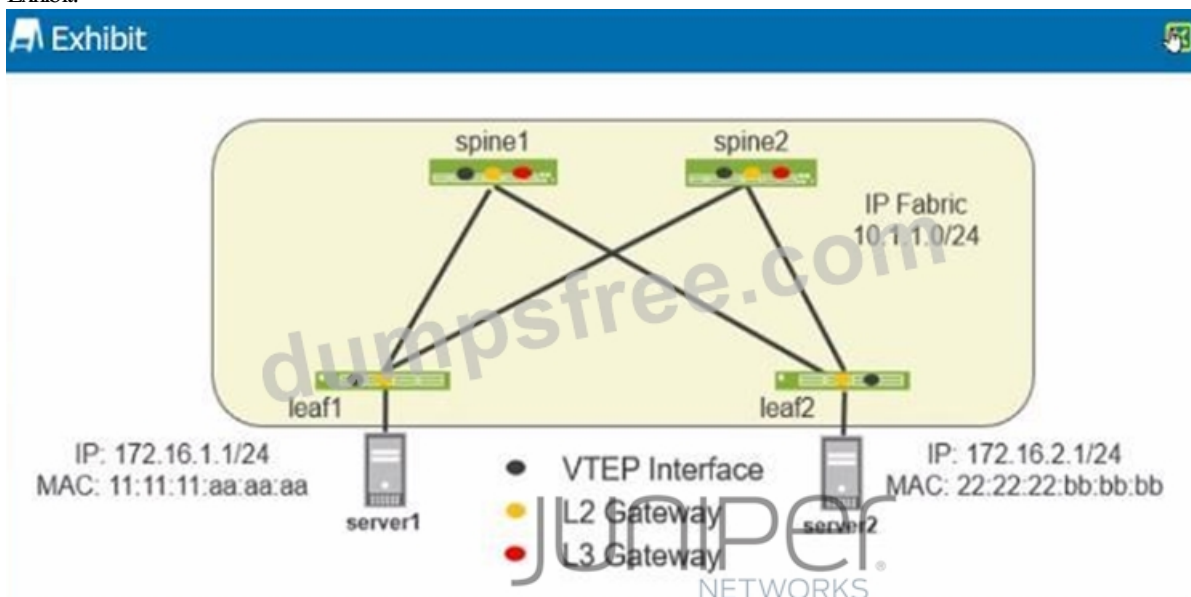 Exhibit
spine1
spine2
IP Fabric
10.1.1.0/24
dumpsfree.com
leaf1
leaf2
IP: 172.16.1.1/24
MAC: 11:11:11:aa:aa:aa
server1
VTEP Interface
L2 Gateway
L3 Gateway
IP: 172.16.2.1/24
MAC: 22:22:22:bb:bb:bb
server2
JUNIPER
NETWORKS